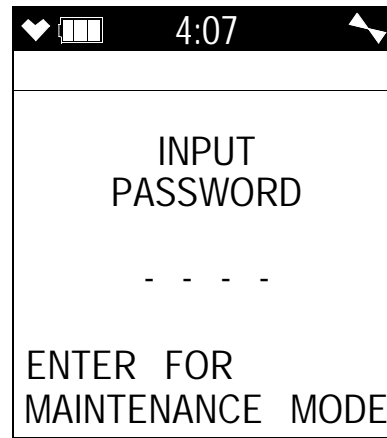 4:07
INPUT
PASSWORD
- - - -
ENTER FOR
MAINTENANCE MODE